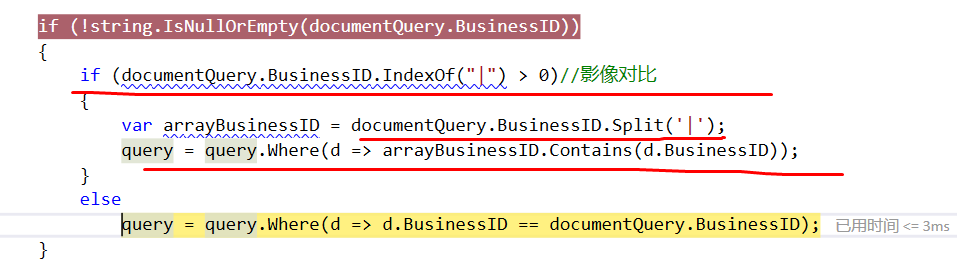 if (!string.IsNullOrEmpty(documentQuery.BusinessID))
{
    if (documentQuery.BusinessID.IndexOf("|") > 0)//影像对比
    {
        var arrayBusinessID = documentQuery.BusinessID.Split('|');
        query = query.Where(d => arrayBusinessID.Contains(d.BusinessID));
    }
    else
        query = query.Where(d => d.BusinessID == documentQuery.BusinessID); 已用时间 <= 3ms
}